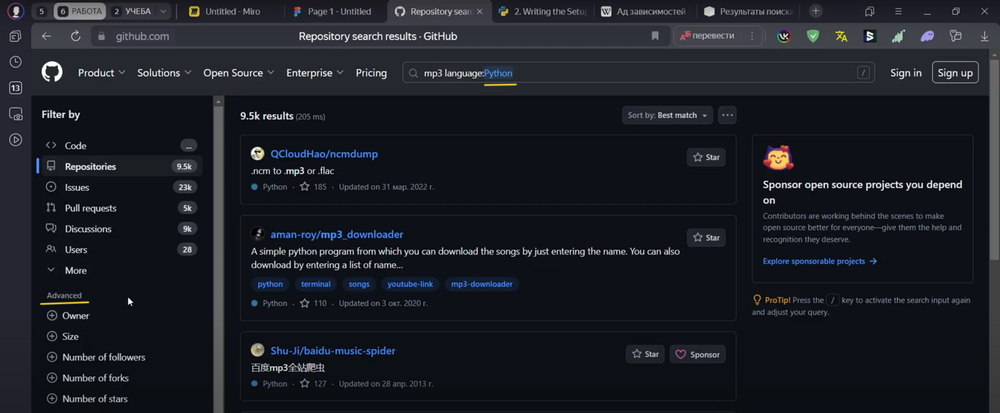 5 6 РАБОТА 2 УЧЕБА Untitled - Miro Page 1 - Untitled Repository searc 2. Writing the Setup Ад зависимостей Результаты поиска
github.com Repository search results · GitHub перевести
13
Product Solutions Open Source Enterprise Pricing mp3 language:Python / Sign in Sign up
Filter by
Code ...
Repositories 9.5k
Issues 23k
Pull requests 5k
Discussions 9k
Users 28
More
Advanced
Owner
Size
Number of followers
Number of forks
Number of stars
9.5k results (205 ms) Sort by: Best match ...
QCloudHao/ncmdump Star
.ncm to .mp3 or .flac
Python · 185 · Updated on 31 мар. 2022 г.
aman-roy/mp3_downloader Star
A simple python program from which you can download the songs by just entering the name. You can also
download by entering a list of name...
python terminal songs youtube-link mp3-downloader
Python · 110 · Updated on 3 окт. 2020 г.
Shu-Ji/baidu-music-spider Star Sponsor
百度mp3全站爬虫
Python · 127 · Updated on 28 апр. 2013 г.
Sponsor open source projects you depend
on
Contributors are working behind the scenes to make
open source better for everyone—give them the help and
recognition they deserve.
Explore sponsorable projects →
ProTip! Press the / key to activate the search input again
and adjust your query.